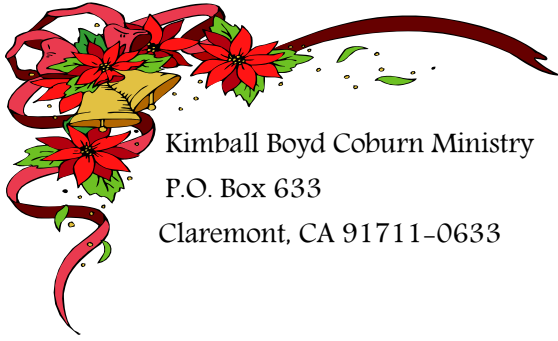 Kimball Boyd Coburn Ministry
P.O. Box 633
Claremont, CA 91711-0633